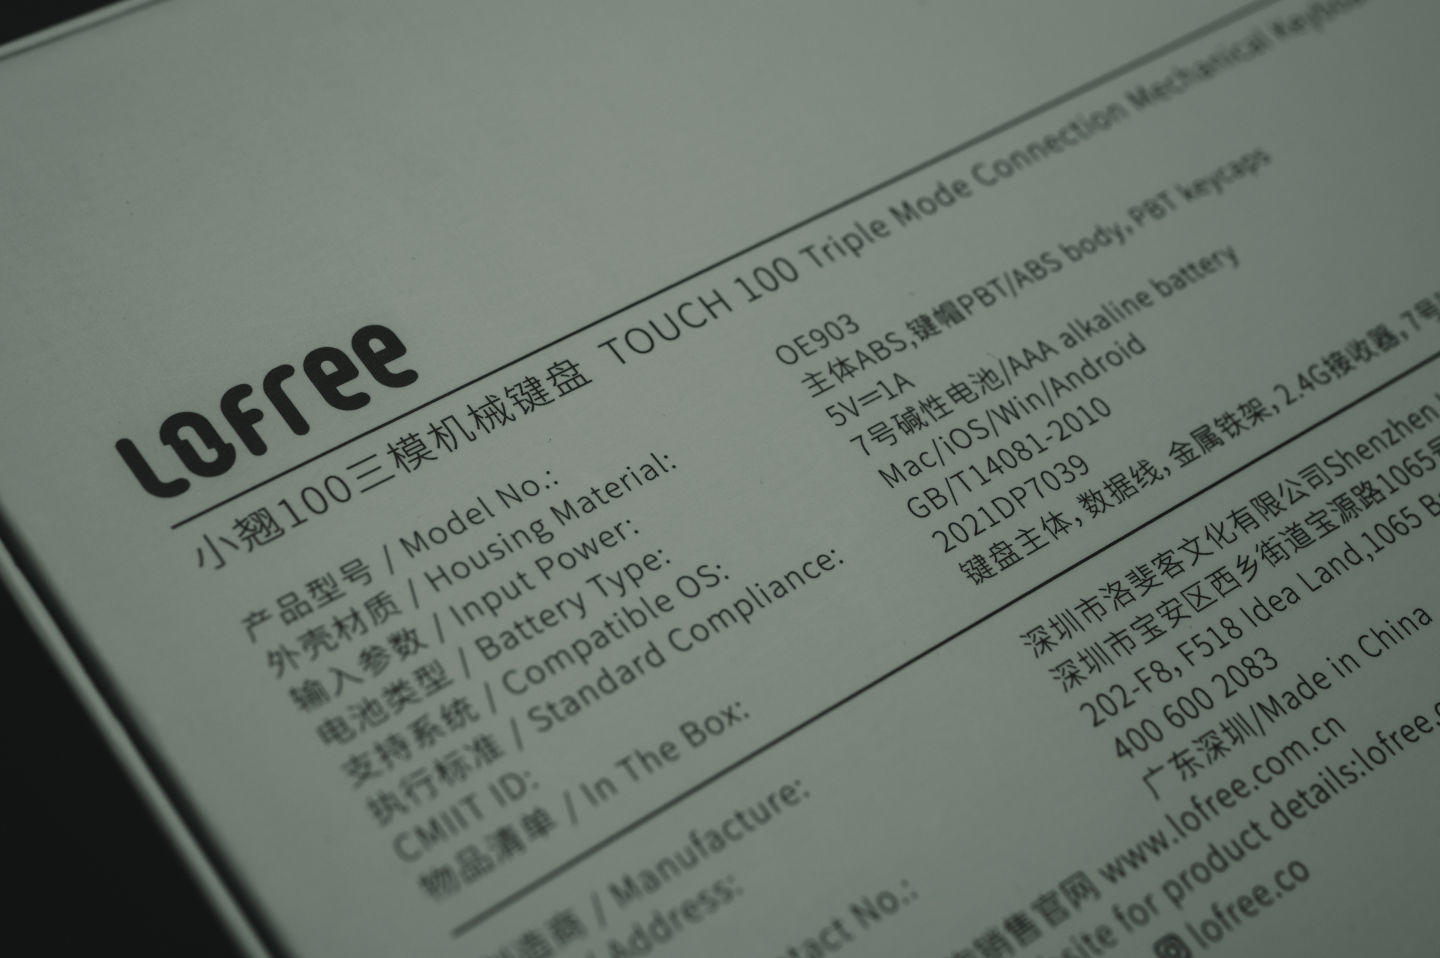 LOFREE
小翘100三模机械键盘 TOUCH 100 Triple Mode Connection Mechanical
产品型号 / Model No.: OE903
外壳材质 / Housing Material: 主体ABS,键帽PBT/ABS body, PBT keycaps
输入参数 / Input Power: 5V=1A
电池类型 / Battery Type: 7号碱性电池/AAA alkaline battery
支持系统 / Compatible OS: Mac/iOS/Win/Android
执行标准 / Standard Compliance: GB/T14081-2010
CMIIT ID: 2021DP7039
物品清单 / In The Box: 键盘主体, 数据线, 金属铁架, 2.4G接收器, 7号
造商 / Manufacture: 深圳市洛斐客文化有限公司Shenzhen
/ Address: 深圳市宝安区西乡街道宝源路1065号
202-F8, F518 Idea Land,1065
No.: 400 600 2083
广东深圳/Made in China
销售官网 www.lofree.com.cn
for product details:lofree.
lofree.co